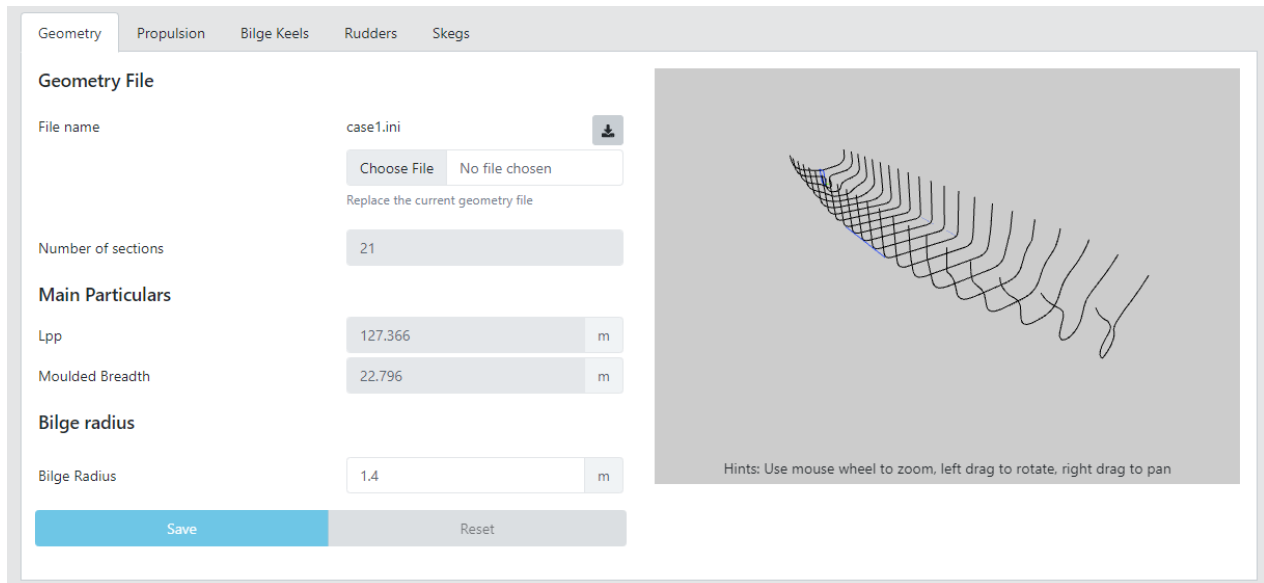 Geometry Propulsion Bilge Keels Rudders Skegs
Geometry File
File name case1.ini
Choose File No file chosen
Replace the current geometry file
Number of sections 21
Main Particulars
Lpp 127.366 m
Moulded Breadth 22.796 m
Bilge radius
Bilge Radius 1.4 m
Save Reset
Hints: Use mouse wheel to zoom, left drag to rotate, right drag to pan